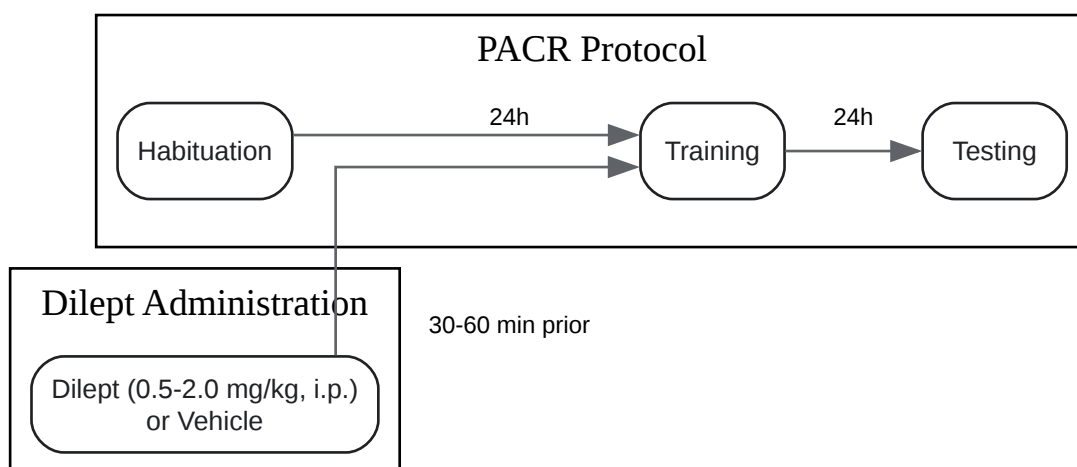 PACR Protocol
Habituation
24h
Training
24h
Testing
Dilept Administration
30-60 min prior
Dilept (0.5-2.0 mg/kg, i.p.)
or Vehicle